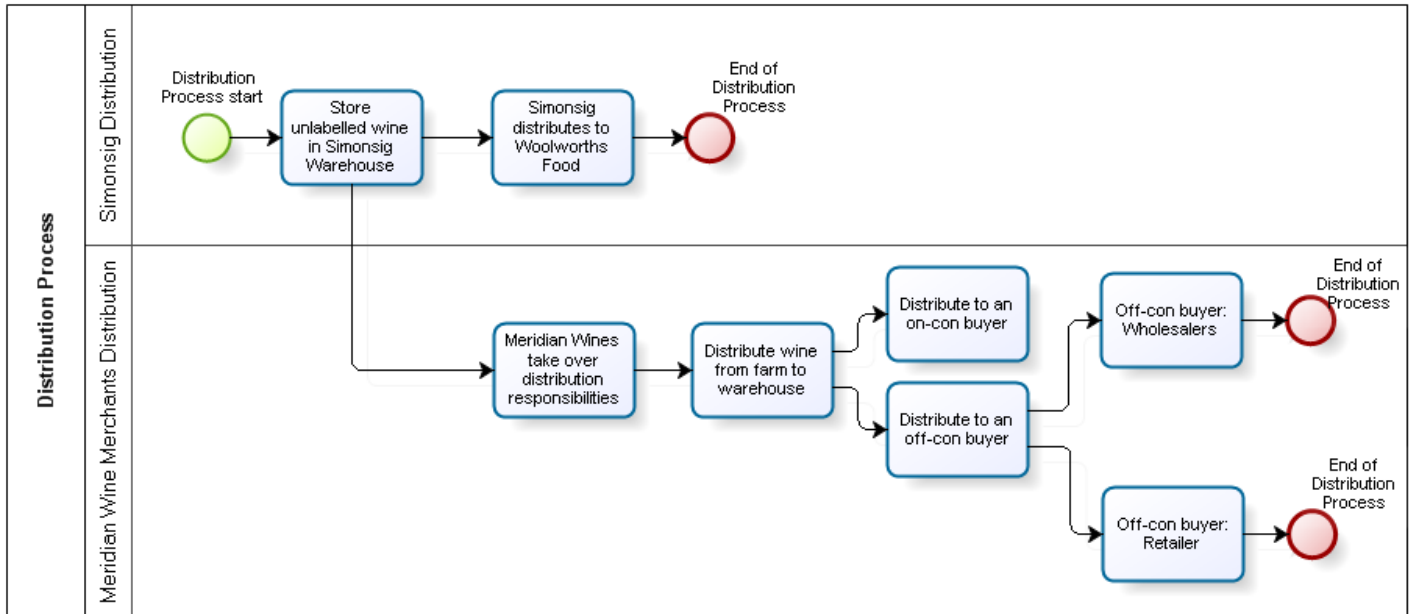 Distribution Process
Simonsig Distribution
Distribution
Process start
Store
unlabelled wine
in Simonsig
Warehouse
Simonsig
distributes to
Woolworths
Food
End of
Distribution
Process
Meridian Wine Merchants Distribution
Meridian Wines
take over
distribution
responsibilities
Distribute wine
from farm to
warehouse
Distribute to an
on-con buyer
Distribute to an
off-con buyer
Off-con buyer:
Wholesalers
End of
Distribution
Process
Off-con buyer:
Retailer
End of
Distribution
Process